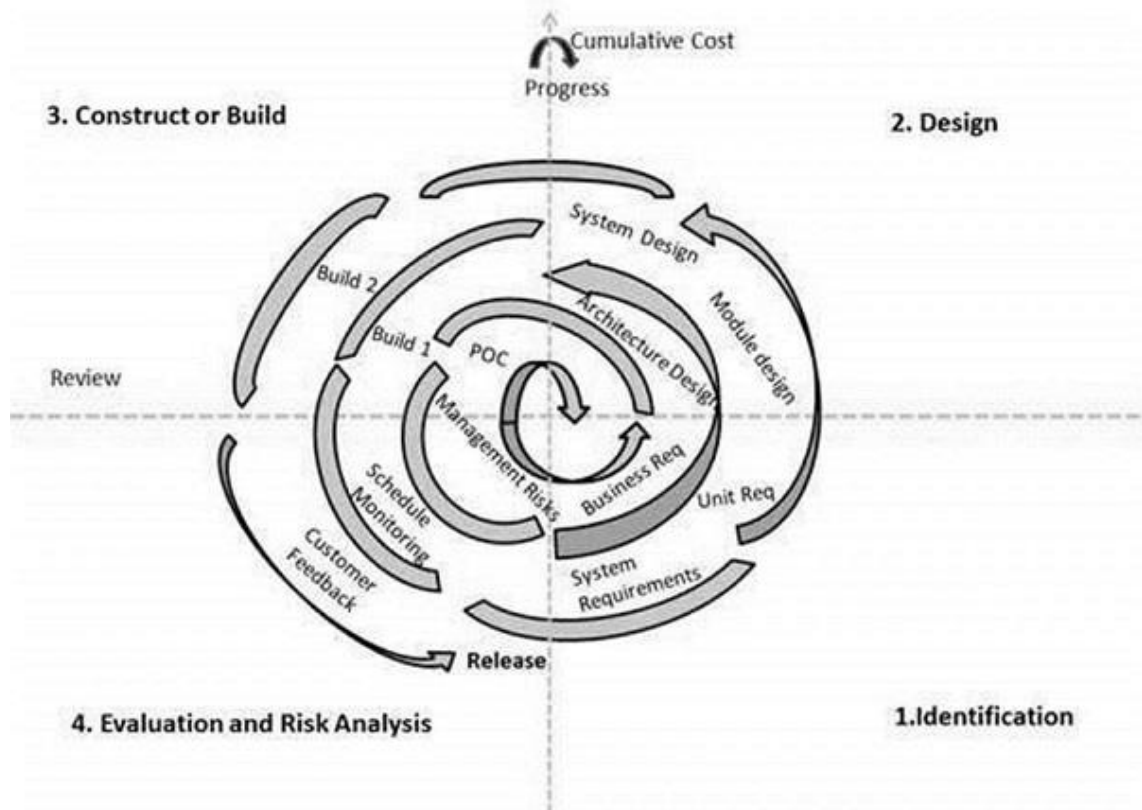 Cumulative Cost
Progress
3. Construct or Build
2. Design
System Design
Build 2
Architecture Design
Module design
Build 1
POC
Review
Management Risks
Business Req
Unit Req
Schedule
Monitoring
System
Requirements
Customer
Feedback
Release
4. Evaluation and Risk Analysis
1.Identification